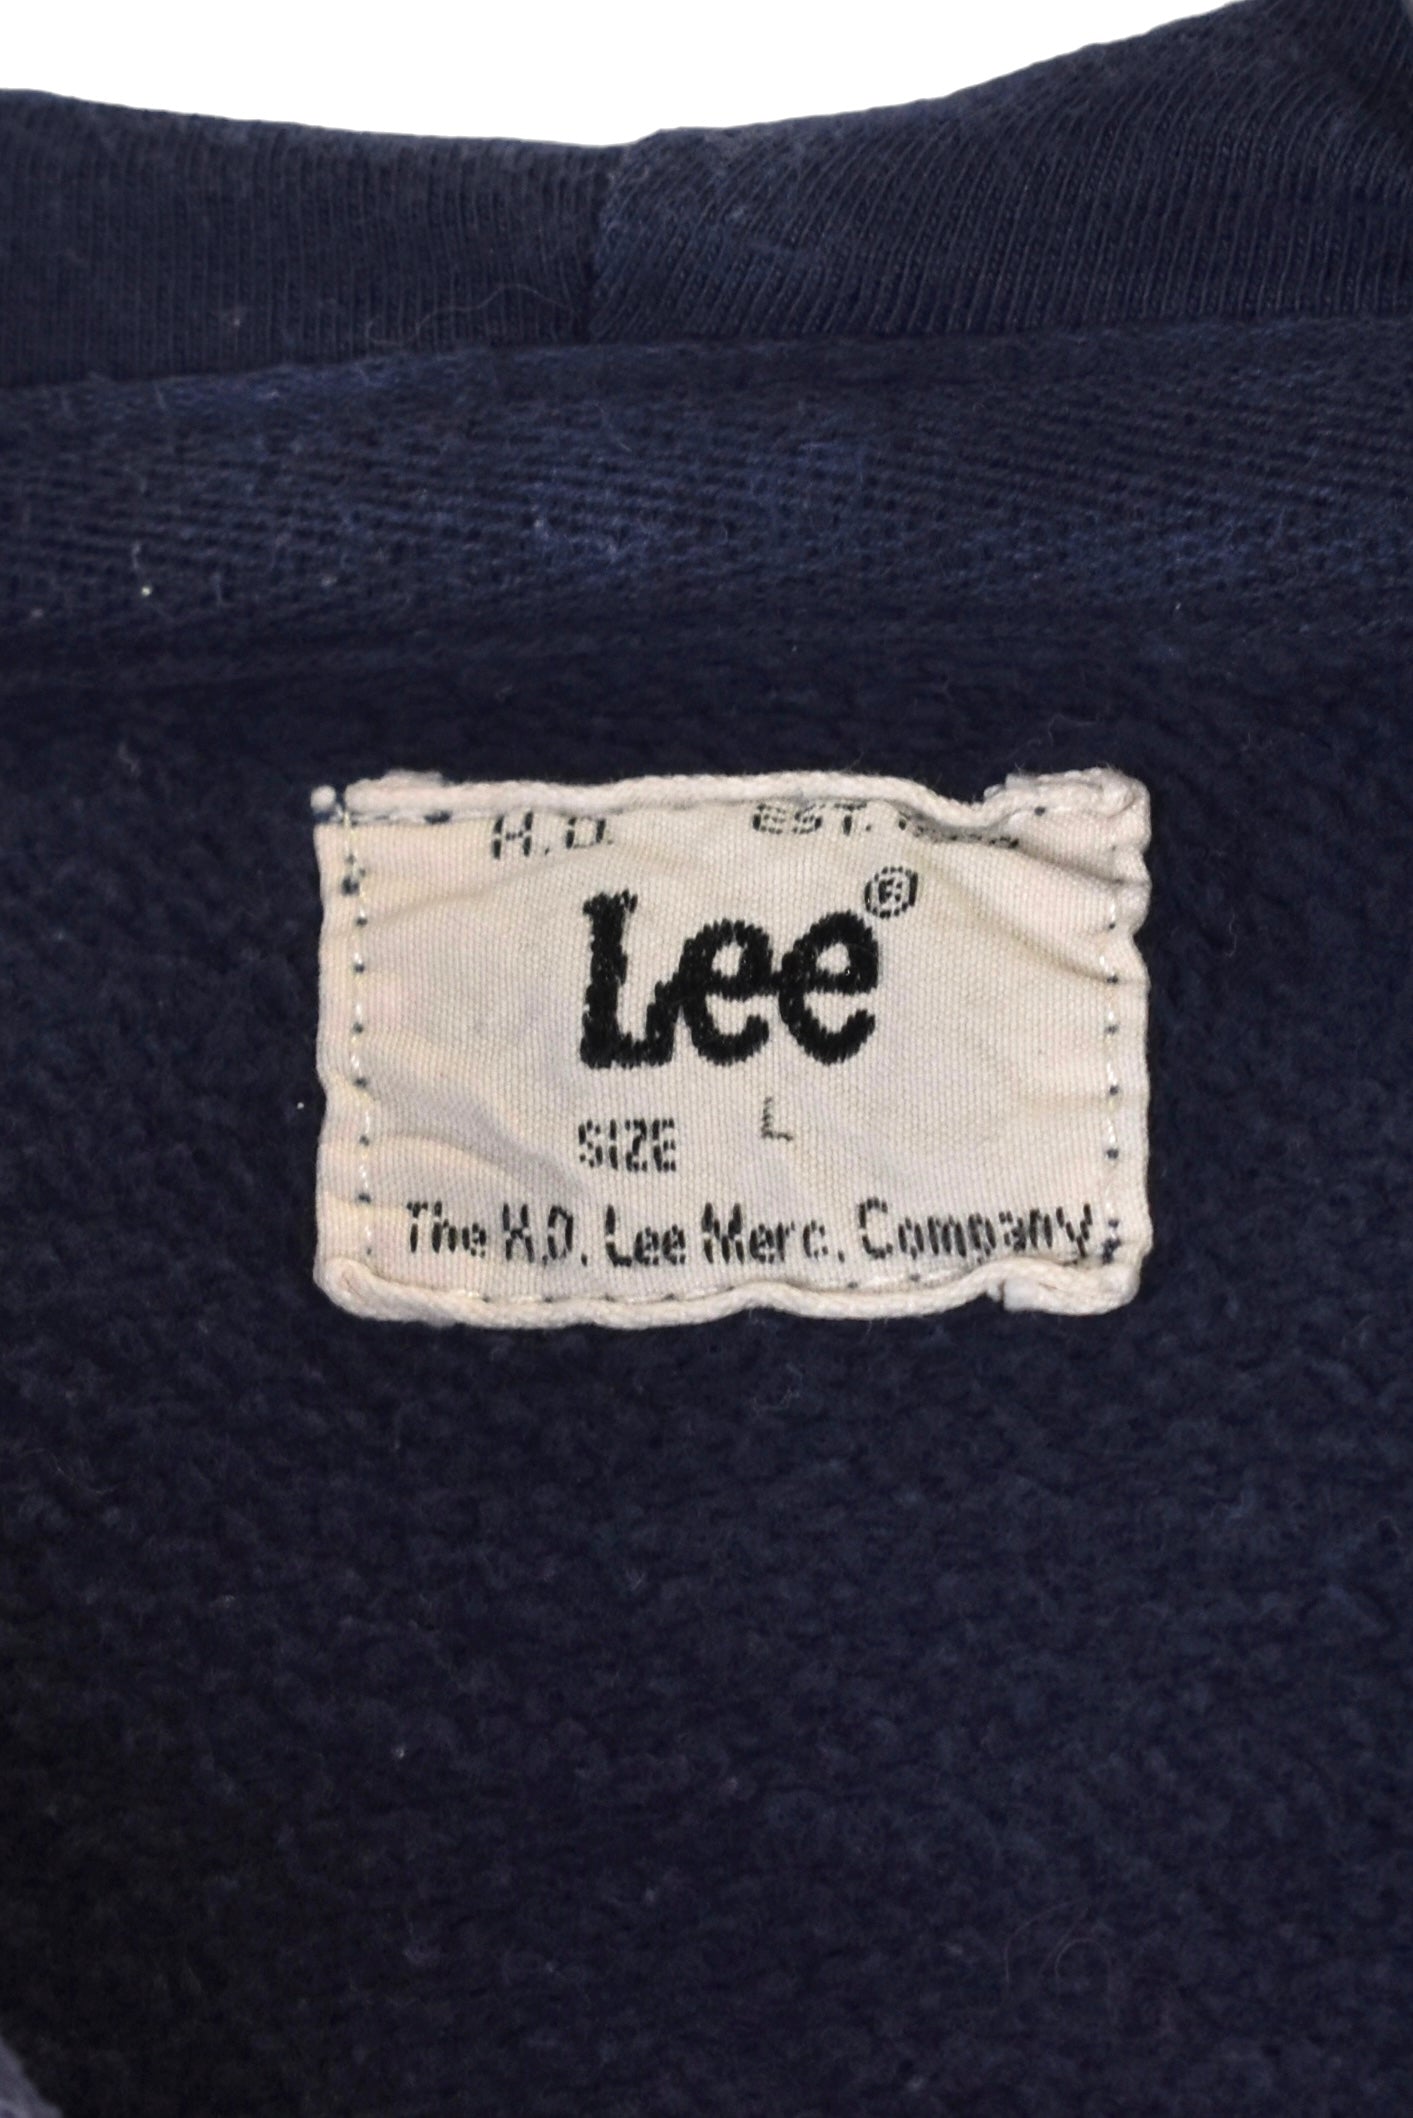 H.D. EST.
Lee®
SIZE L
The H.D. Lee Merc. Company